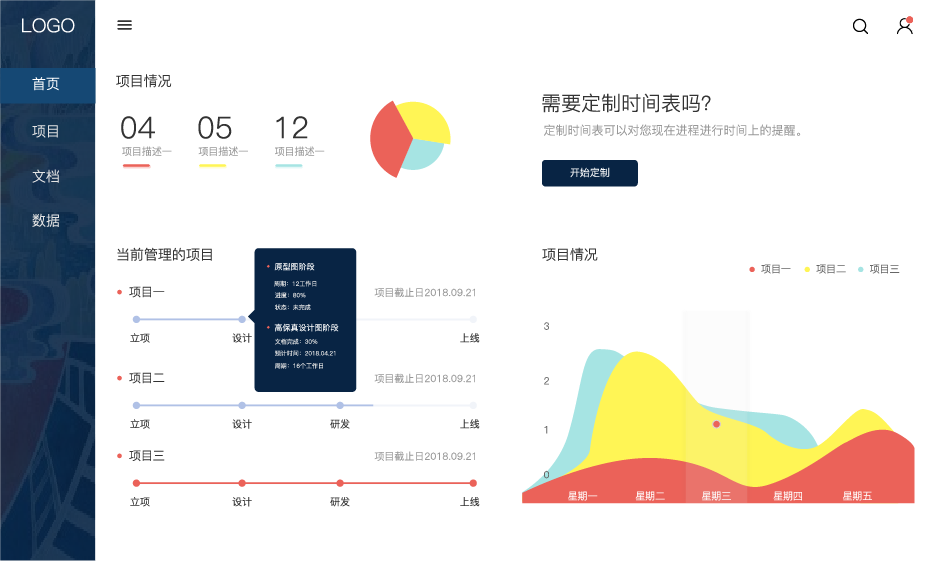 LOGO
首页
项目
文档
数据
项目情况
04 05 12
项目描述一 项目描述一 项目描述一
需要定制时间表吗?
定制时间表可以对您现在进程进行时间上的提醒。
开始定制
当前管理的项目
项目一 项目截止日2018.09.21
立项 设计 上线
原型图阶段
周期：12工作日
进度：80%
状态：未完成
高保真设计图阶段
文档完成：30%
预计时间：2018.04.21
周期：16个工作日
项目二 项目截止日2018.09.21
立项 设计 研发 上线
项目三 项目截止日2018.09.21
立项 设计 研发 上线
项目情况
项目一 项目二 项目三
3
2
1
0
星期一 星期二 星期三 星期四 星期五